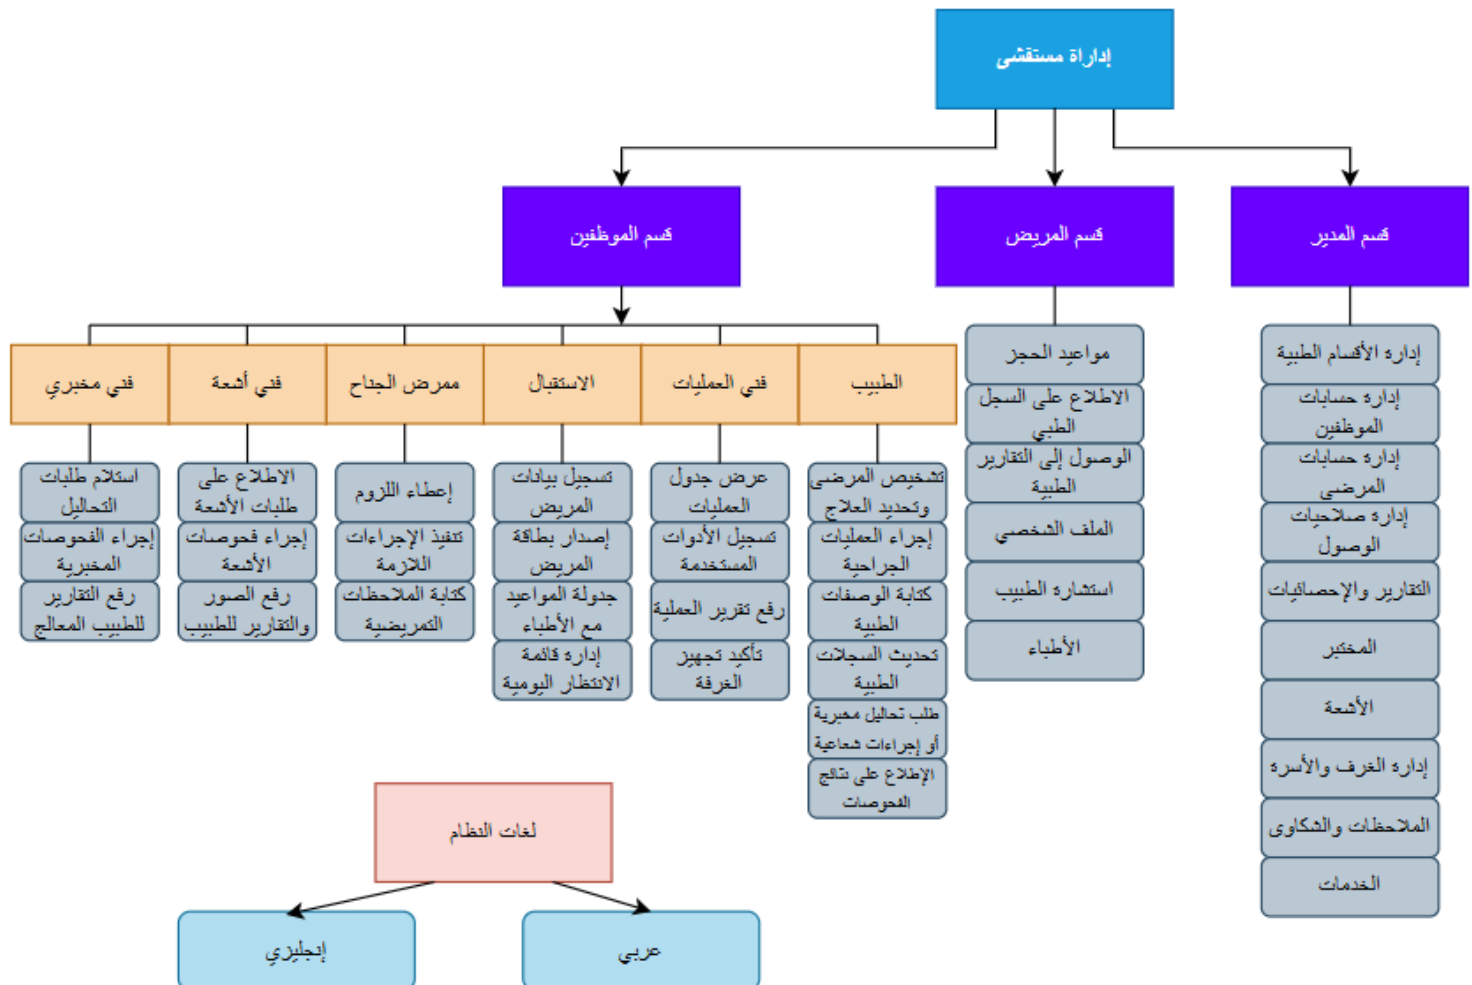 إداراة مستقشى
قسم المدير
قسم المريض
قسم الموظفين
إدارة الأقسام الطبية
إدارة حسابات
الموظفين
إدارة حسابات
المرضى
إدارة صلاحيات
الوصول
التقارير والإحصائيات
المختبر
الأشعة
إدارة الغرف والأسرة
الملاحظات والشكاوى
الخدمات
مواعيد الحجز
الاطلاع على السجل
الطبي
الوصول إلى التقارير
الطبية
الملف الشخصي
استشارة الطبيب
الأطباء
الطبيب
تشخيص المرضى
وتحديد العلاج
إجراء العمليات
الجراحية
كتابة الوصفات
الطبية
تحديث السجلات
الطبية
طلب تحاليل مخبرية
أو إجراءات شعاعية
الإطلاع على نتائج
الفحوصات
فني العمليات
عرض جدول
العمليات
تسجيل الأدوات
المستخدمة
رفع تقرير العملية
تأكيد تجهيز
الغرفة
الاستقبال
تسجيل بيانات
المريض
إصدار بطاقة
المريض
جدولة المواعيد
مع الأطباء
إدارة قائمة
الانتظار اليومية
ممرض الجناح
إعطاء اللزوم
تنفيذ الإجراءات
اللازمة
كتابة الملاحظات
التمريضية
فني أشعة
الاطلاع على
طلبات الأشعة
إجراء فحوصات
الأشعة
رفع الصور
والتقارير للطبيب
فني مخبري
استلام طلبات
التحاليل
إجراء الفحوصات
المخبرية
رفع التقارير
للطبيب المعالج
لغات النظام
عربي
إنجليزي